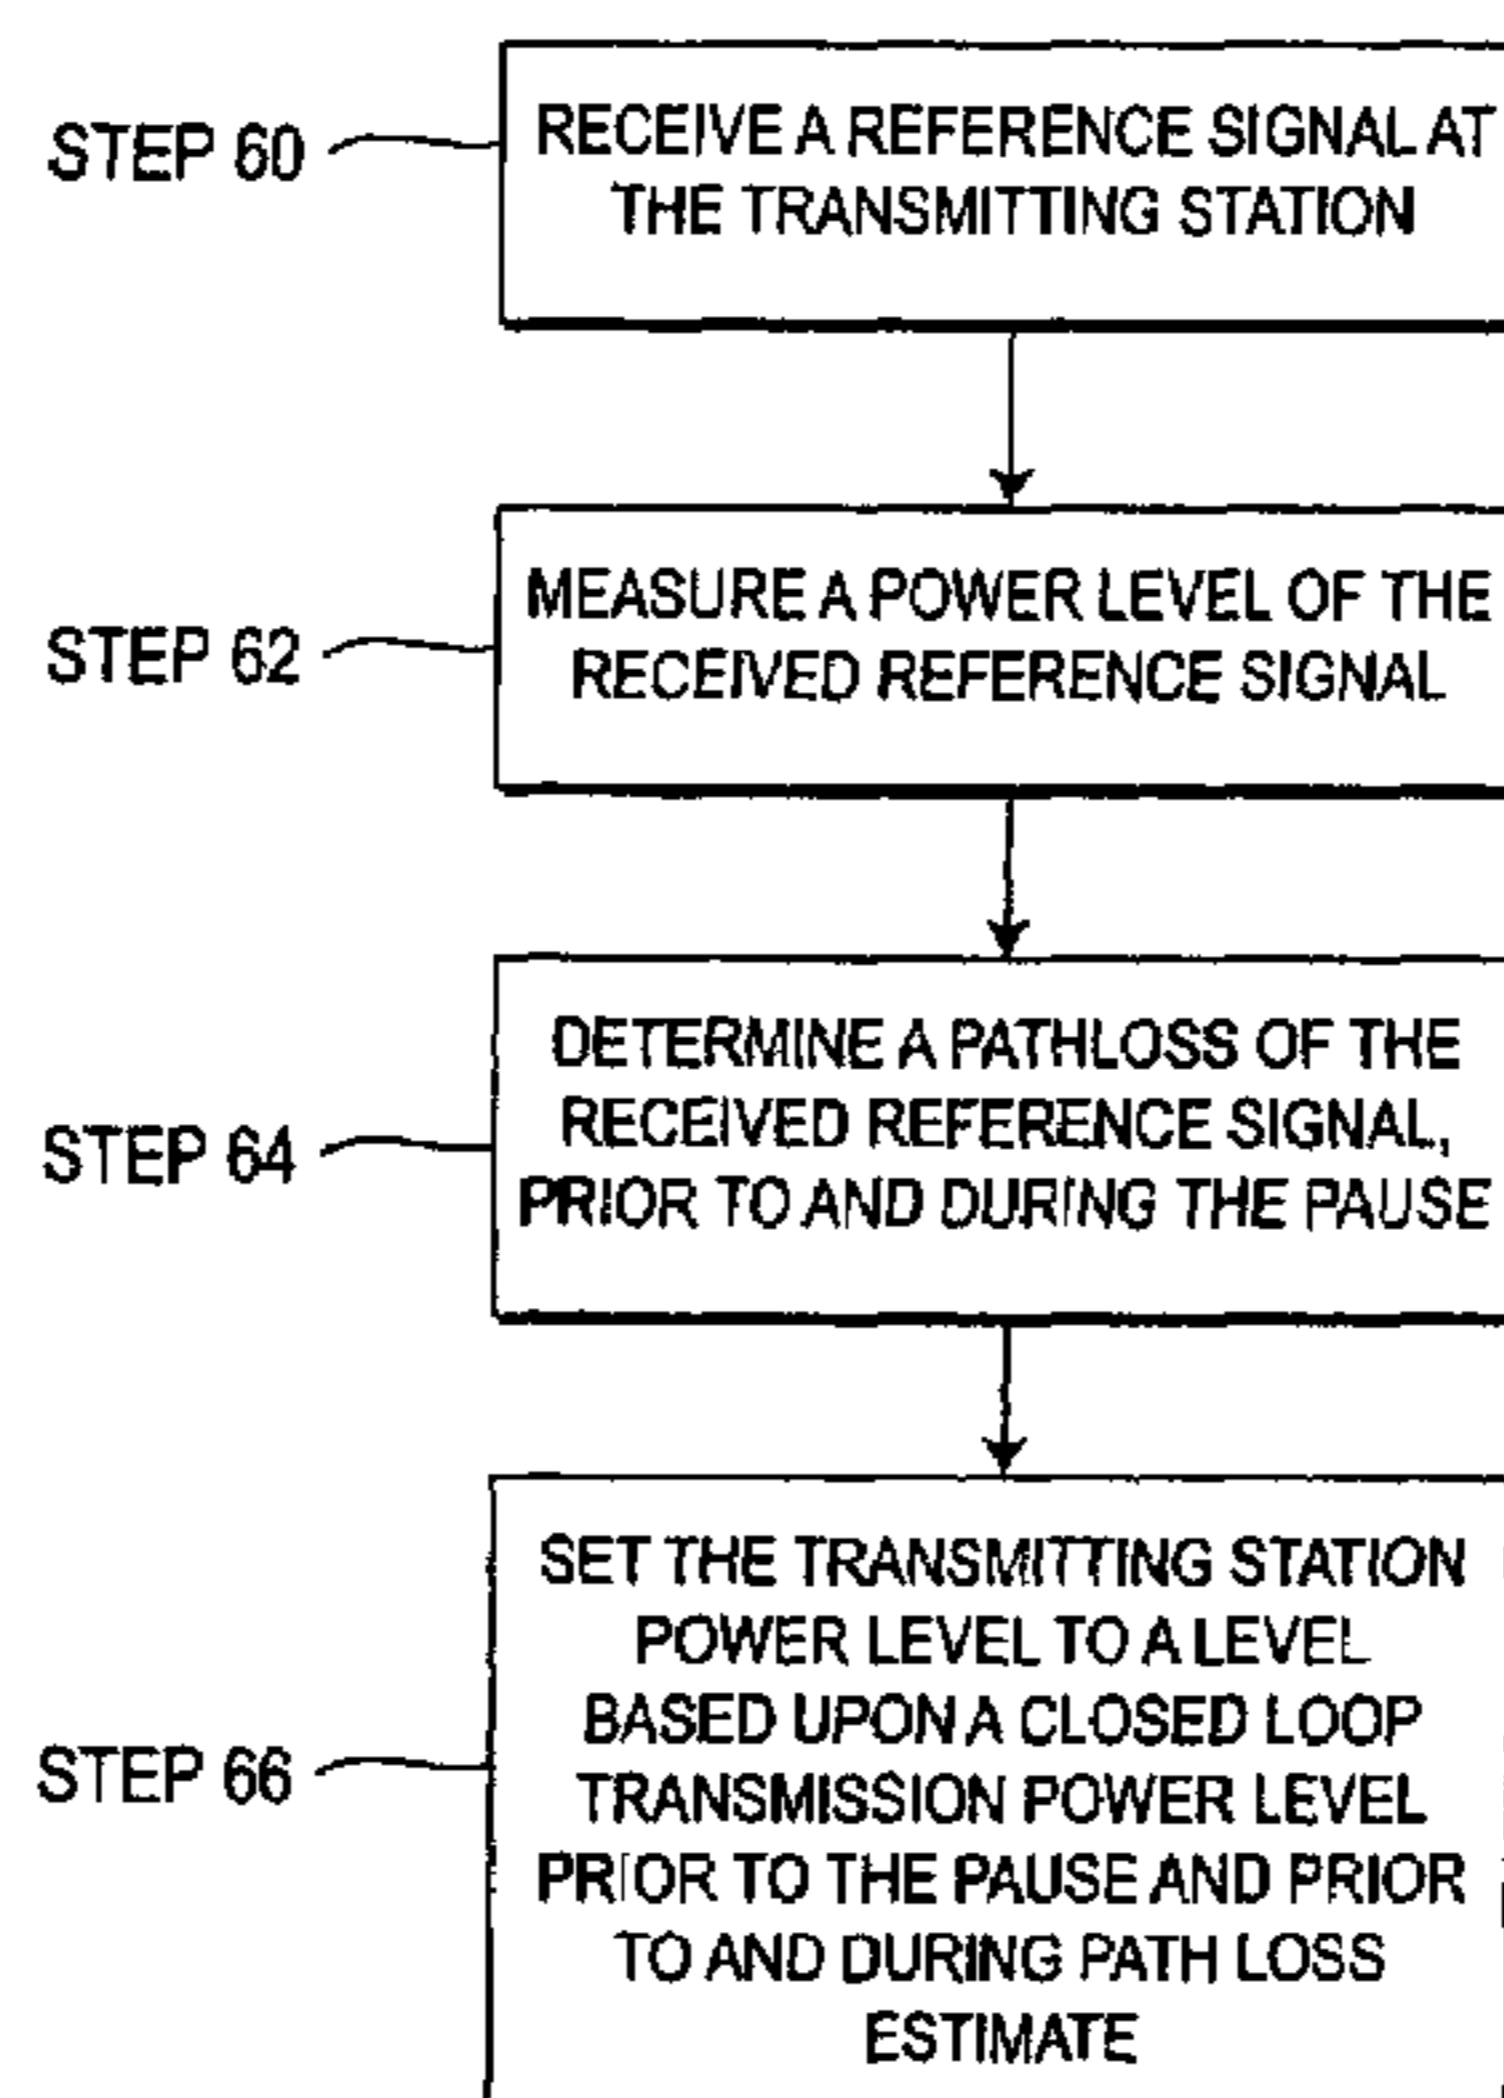 STEP 60
RECEIVE A REFERENCE SIGNAL AT
THE TRANSMITTING STATION
STEP 62
MEASURE A POWER LEVEL OF THE
RECEIVED REFERENCE SIGNAL
STEP 64
DETERMINE A PATHLOSS OF THE
RECEIVED REFERENCE SIGNAL,
PRIOR TO AND DURING THE PAUSE
STEP 66
SET THE TRANSMITTING STATION
POWER LEVEL TO A LEVEL
BASED UPON A CLOSED LOOP
TRANSMISSION POWER LEVEL
PRIOR TO THE PAUSE AND PRIOR
TO AND DURING PATH LOSS
ESTIMATE